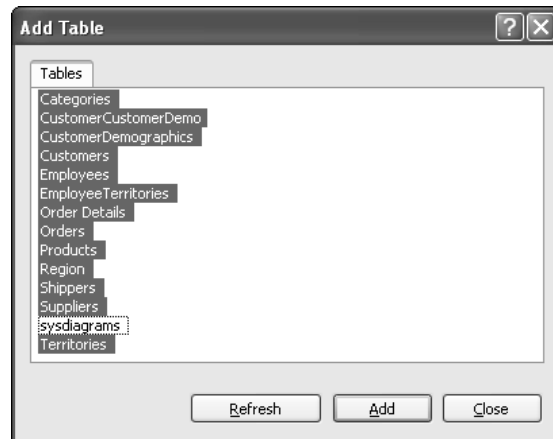 Add Table
Tables
Categories
CustomerCustomerDemo
CustomerDemographics
Customers
Employees
EmployeeTerritories
Order Details
Orders
Products
Region
Shippers
Suppliers
sysdiagrams
Territories
Refresh Add Close